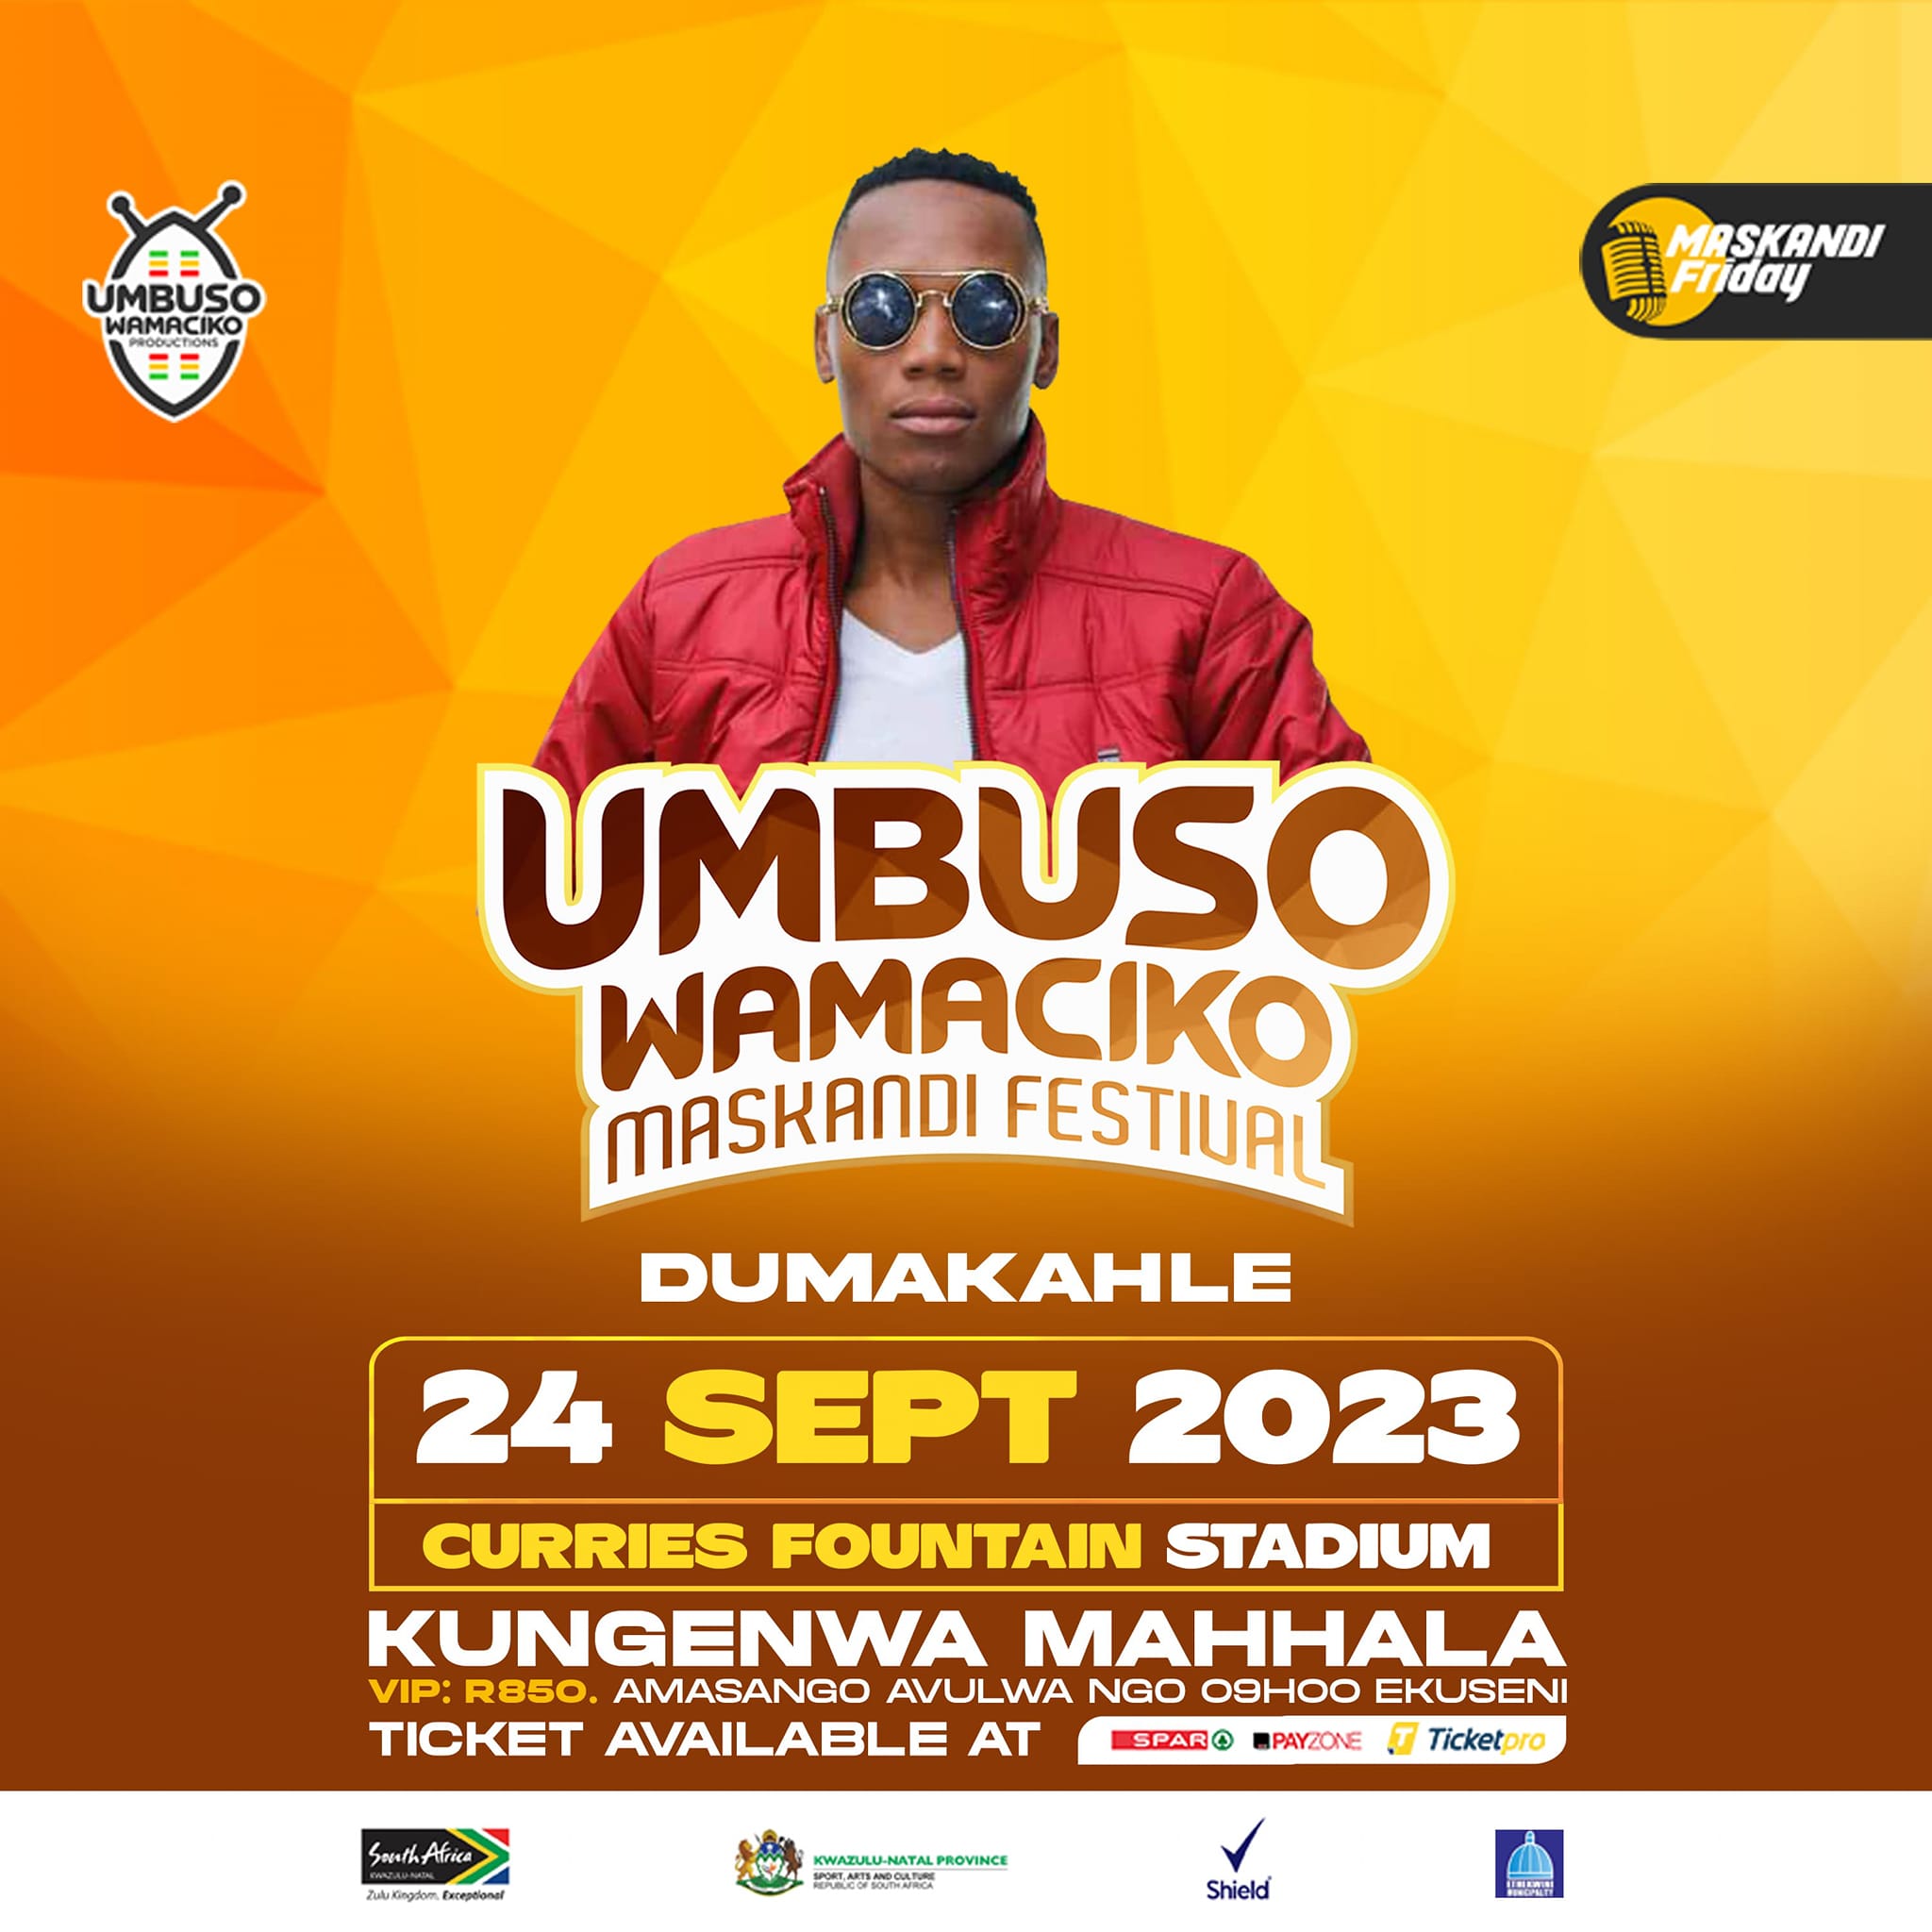 UMBUSO
WAMACIKO
PRODUCTIONS
MASKANDI
Friday
UMBUSO
WAMACIKO
MASKANDI FESTIVAL
DUMAKAHLE
24 SEPT 2023
CURRIES FOUNTAIN STADIUM
KUNGENWA MAHHALA
VIP: R850. AMASANGO AVULWA NGO 09H00 EKUSENI
TICKET AVAILABLE AT SPAR PAYZONE Ticketpro
South Africa
KWAZULU-NATAL
Zulu Kingdom. Exceptional
KWAZULU-NATAL PROVINCE
SPORT, ARTS AND CULTURE
REPUBLIC OF SOUTH AFRICA
Shield
ETHEKWINI
MUNICIPALITY